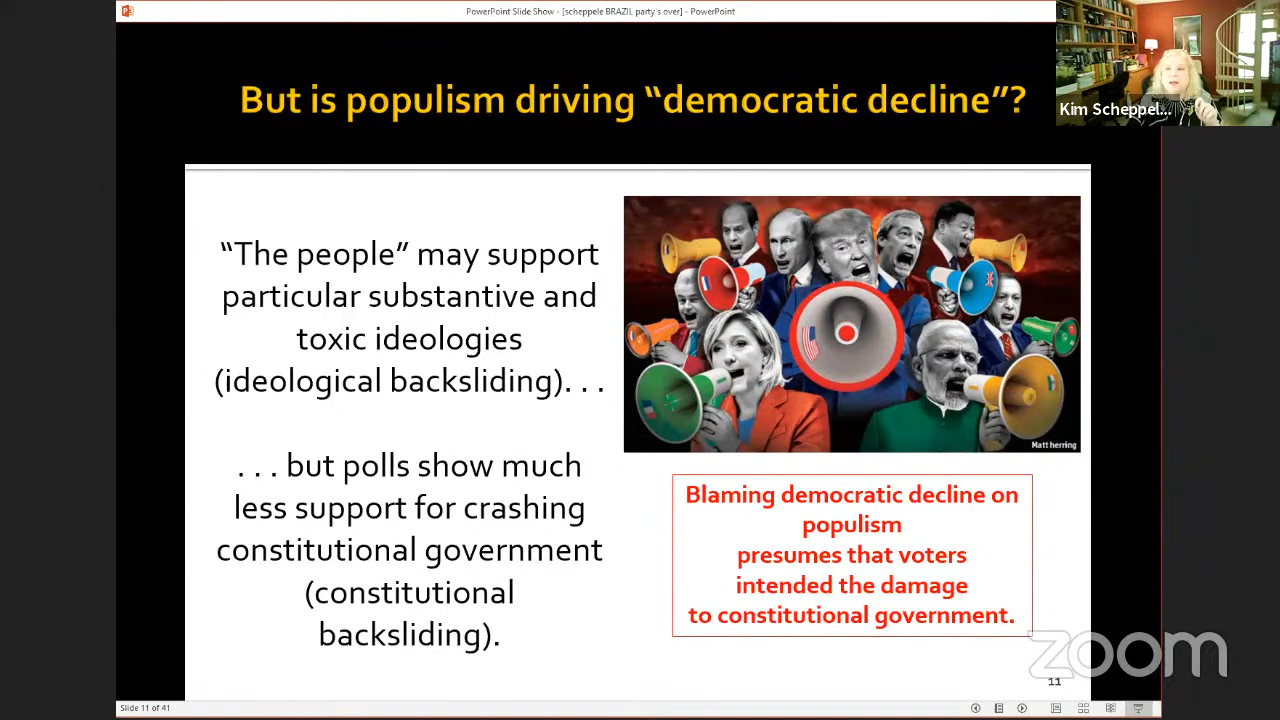 PowerPoint Slide Show - [scheppele BRAZIL party's over] - PowerPoint
But is populism driving “democratic decline”?
Kim Scheppel...
“The people” may support
particular substantive and
toxic ideologies
(ideological backsliding). . .
. . . but polls show much
less support for crashing
constitutional government
(constitutional
backsliding).
Matt herring
Blaming democratic decline on
populism
presumes that voters
intended the damage
to constitutional government.
zoom
11
Slide 11 of 41